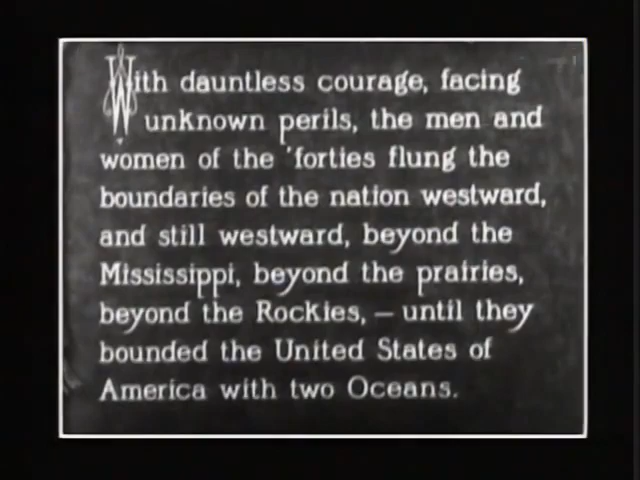 With dauntless courage, facing
unknown perils, the men and
women of the 'forties flung the
boundaries of the nation westward,
and still westward, beyond the
Mississippi, beyond the prairies,
beyond the Rockies, — until they
bounded the United States of
America with two Oceans.